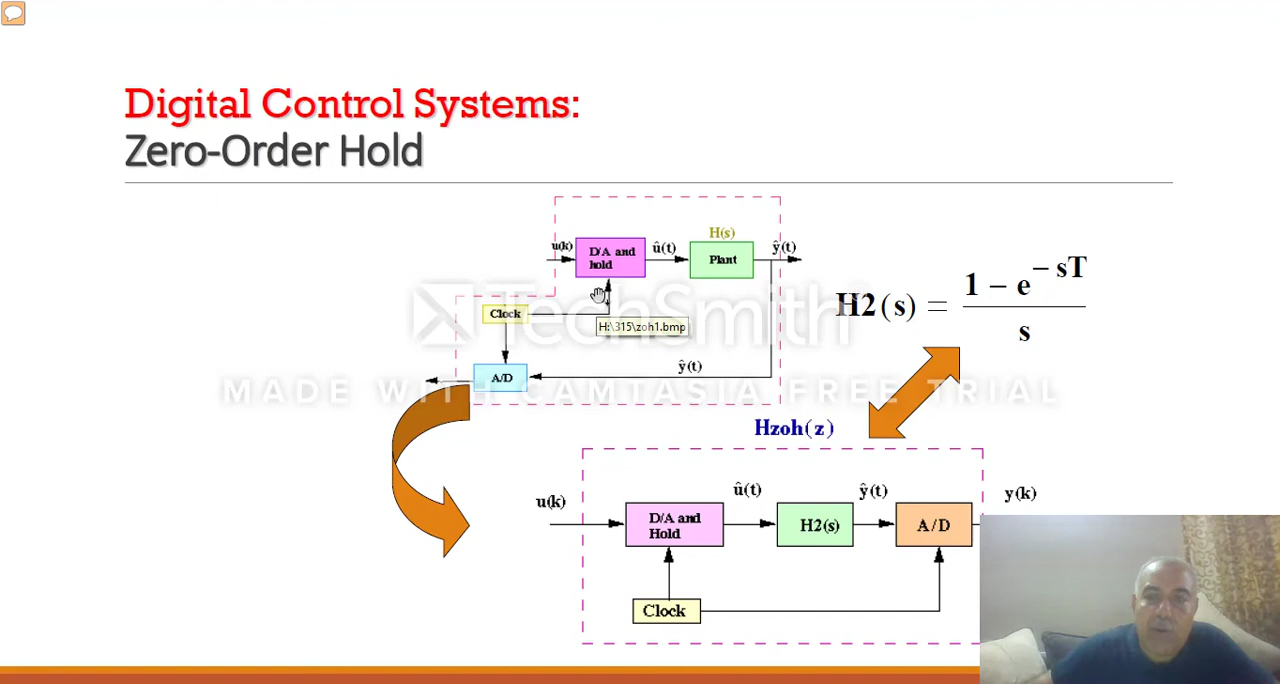 Digital Control Systems:
Zero-Order Hold
H(s)
u(k)
D/A and
hold
û(t)
Plant
ŷ(t)
Clock
H:\315\zoh1.bmp
ŷ(t)
A/D
H2(s) = 1 − e^− sT / s
TechSmith
MADE WITH CAMTASIA FREE TRIAL
Hzoh(z)
u(k)
D/A and
Hold
û(t)
H2(s)
ŷ(t)
A/D
y(k)
Clock